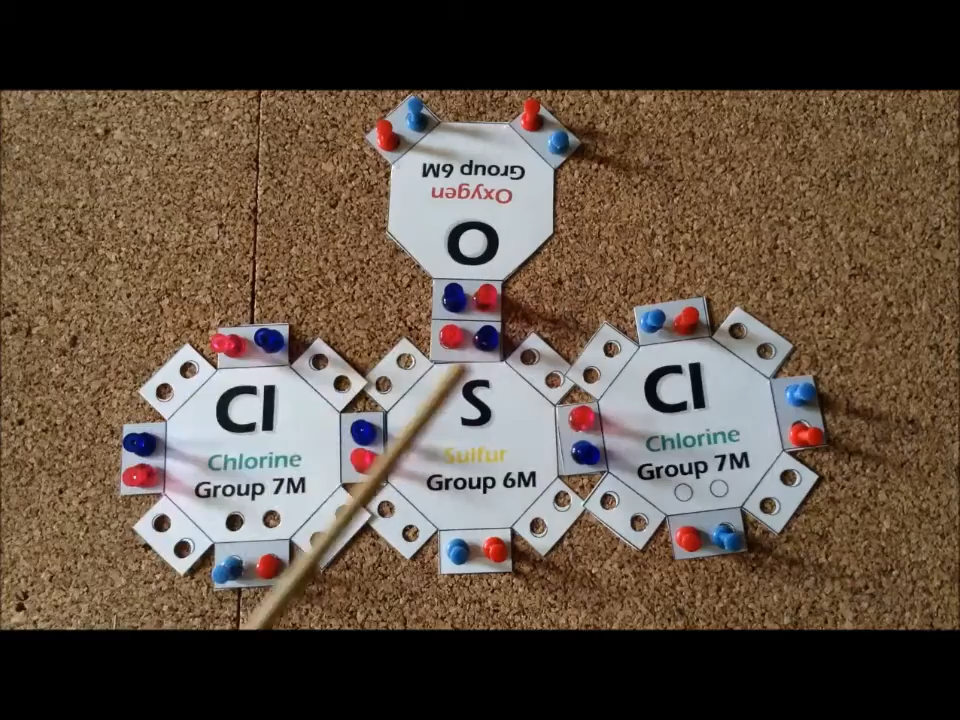 Group 6M
Oxygen
O
Cl
Chlorine
Group 7M
S
Sulfur
Group 6M
Cl
Chlorine
Group 7M